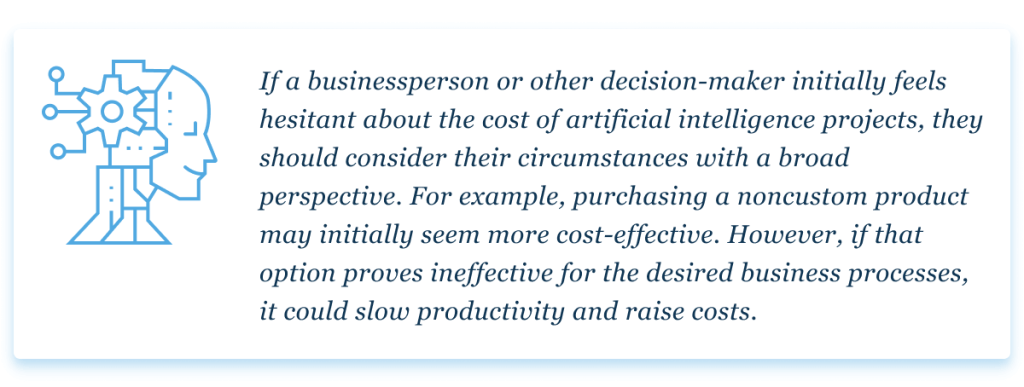 If a businessperson or other decision-maker initially feels
hesitant about the cost of artificial intelligence projects, they
should consider their circumstances with a broad
perspective. For example, purchasing a noncustom product
may initially seem more cost-effective. However, if that
option proves ineffective for the desired business processes,
it could slow productivity and raise costs.